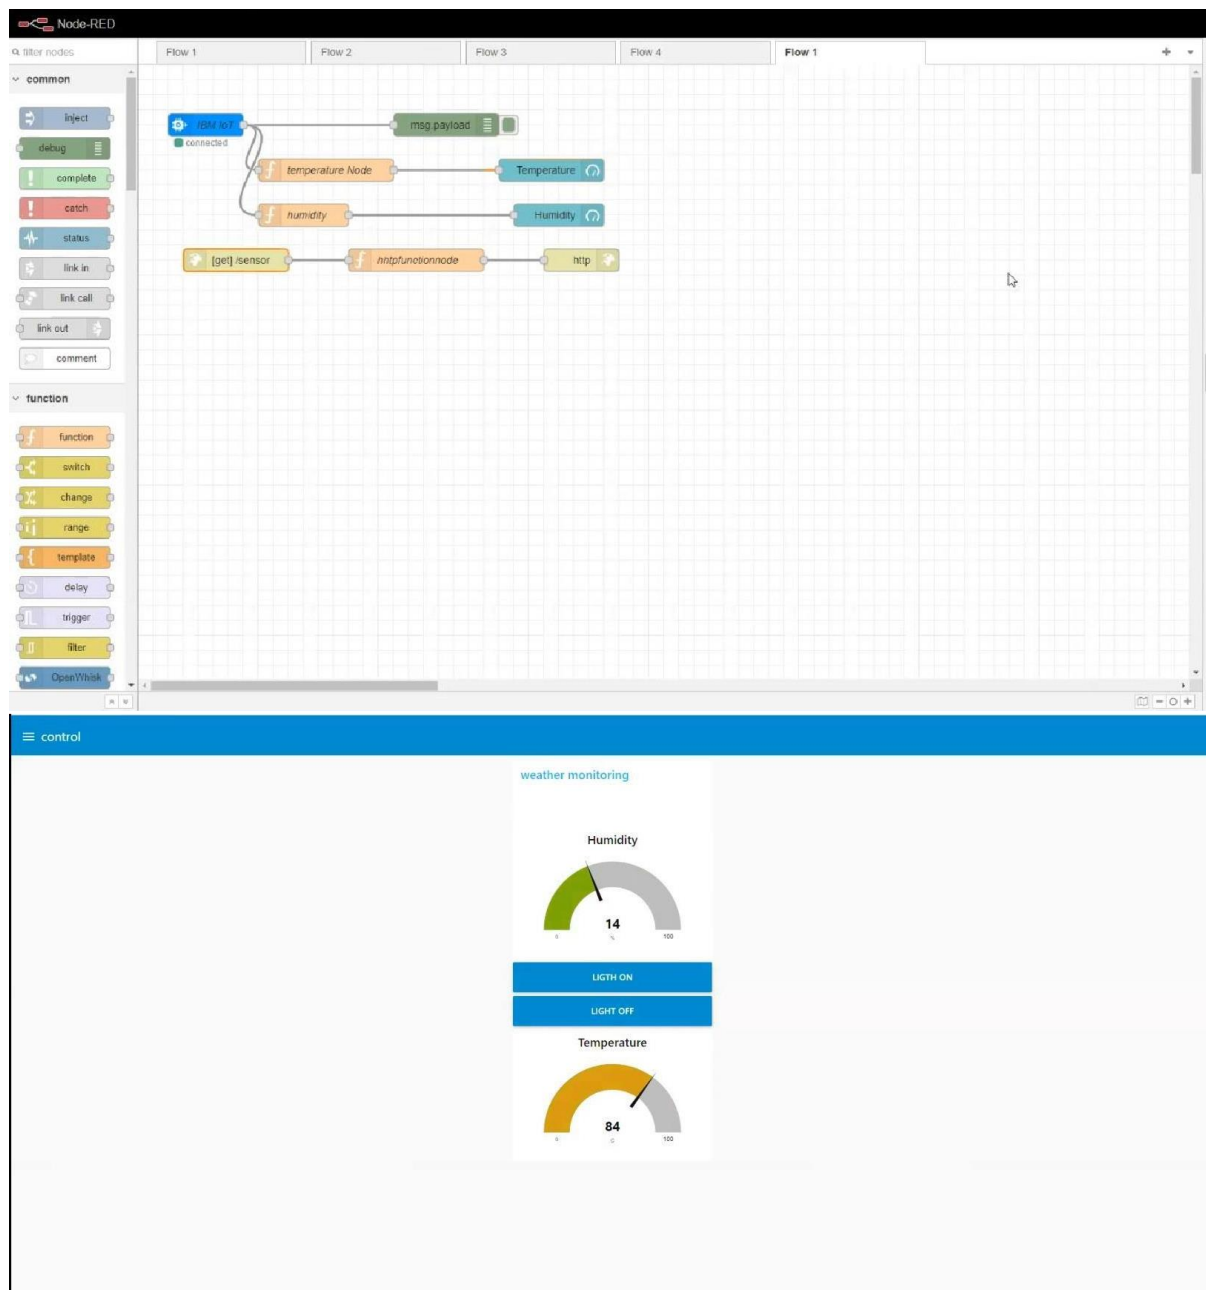 Node-RED
filter nodes
Flow 1
Flow 2
Flow 3
Flow 4
Flow 1
common
inject
debug
complete
catch
status
link in
link call
link out
comment
function
function
switch
change
range
template
delay
trigger
filter
OpenWhisk
IBM IoT
connected
msg.payload
temperature Node
Temperature
humidity
Humidity
[get] /sensor
hhtpfunctionnode
http
control
weather monitoring
Humidity
14
0
%
100
LIGTH ON
LIGHT OFF
Temperature
84
0
C
100